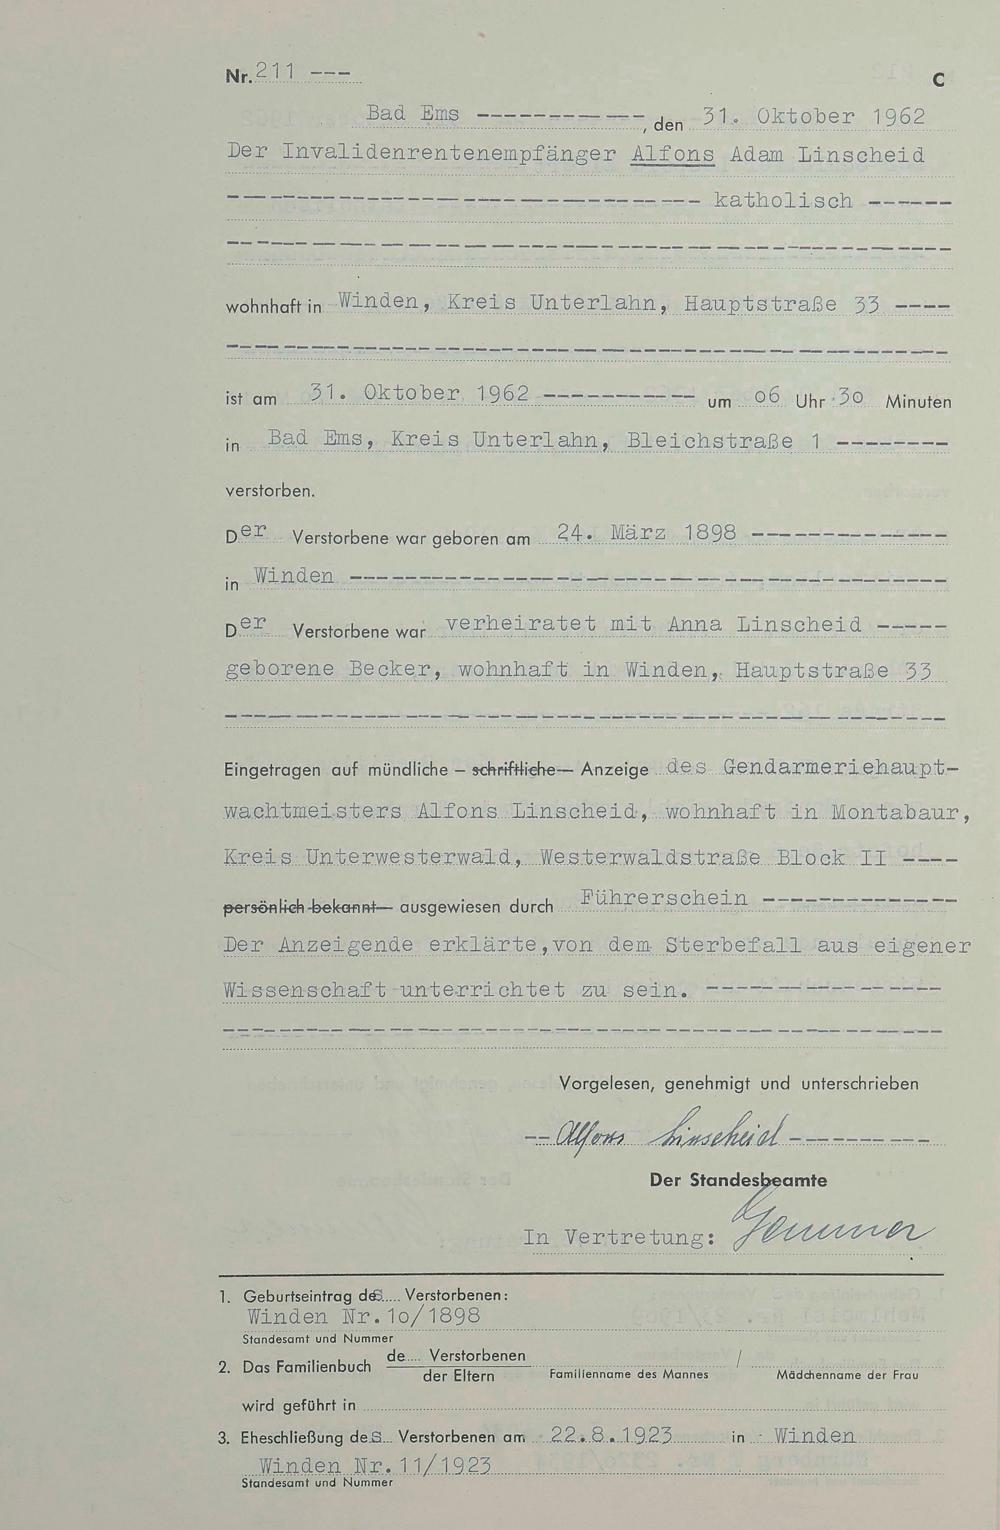 Nr. 211 ---
C
Bad Ems ------------, den 31. Oktober 1962
Der Invalidenrentenempfänger Alfons Adam Linscheid
---------------------------------- katholisch ------
----------------------------------------------------
wohnhaft in Winden, Kreis Unterlahn, Hauptstraße 33 ----
----------------------------------------------------
ist am 31. Oktober 1962 ----------- um 06 Uhr 30 Minuten
in Bad Ems, Kreis Unterlahn, Bleichstraße 1 --------
verstorben.
Der Verstorbene war geboren am 24. März 1898 --------------
in Winden -------------------------------------------
Der Verstorbene war verheiratet mit Anna Linscheid -----
geborene Becker, wohnhaft in Winden, Hauptstraße 33
----------------------------------------------------
Eingetragen auf mündliche – schriftliche — Anzeige des Gendarmeriehaupt-
wachtmeisters Alfons Linscheid, wohnhaft in Montabaur,
Kreis Unterwesterwald, Westerwaldstraße Block II ----
persönlich bekannt — ausgewiesen durch Führerschein --------------
Der Anzeigende erklärte,von dem Sterbefall aus eigener
Wissenschaft unterrichtet zu sein. -----------------
----------------------------------------------------
Vorgelesen, genehmigt und unterschrieben
-- Alfons Linscheid ----------
Der Standesbeamte
In Vertretung:
1. Geburtseintrag des.... Verstorbenen:
Winden Nr.10/1898
Standesamt und Nummer
2. Das Familienbuch de.... Verstorbenen
der Eltern
/
Familienname des Mannes
Mädchenname der Frau
wird geführt in
3. Eheschließung des... Verstorbenen am 22.8.1923 in Winden
Winden Nr.11/1923
Standesamt und Nummer